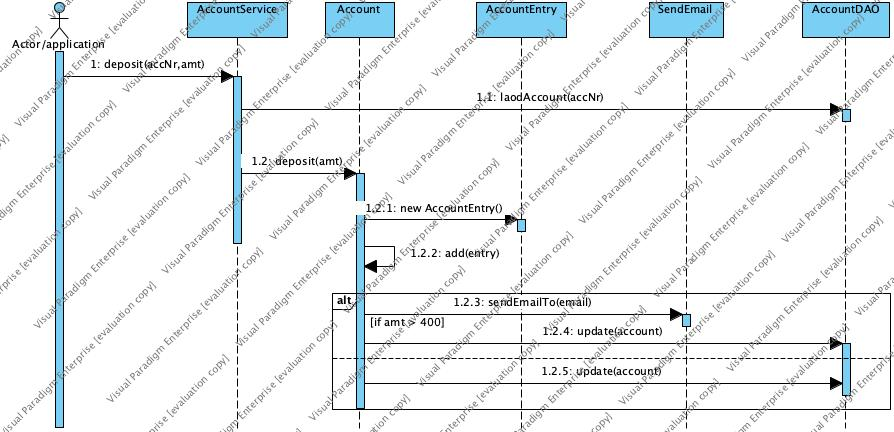 AccountService
Account
AccountEntry
SendEmail
AccountDAO
Actor/application
1: deposit(accNr,amt)
1.1: laodAccount(accNr)
1.2: deposit(amt)
1.2.1: new AccountEntry()
1.2.2: add(entry)
alt
1.2.3: sendEmailTo(email)
[if amt > 400]
1.2.4: update(account)
1.2.5: update(account)
Visual Paradigm Enterprise [evaluation copy]